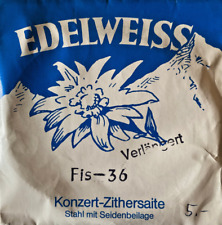 EDELWEISS
Verlängert
Fis-36
Konzert-Zithersaite
Stahl mit Seidenbeilage
5.-